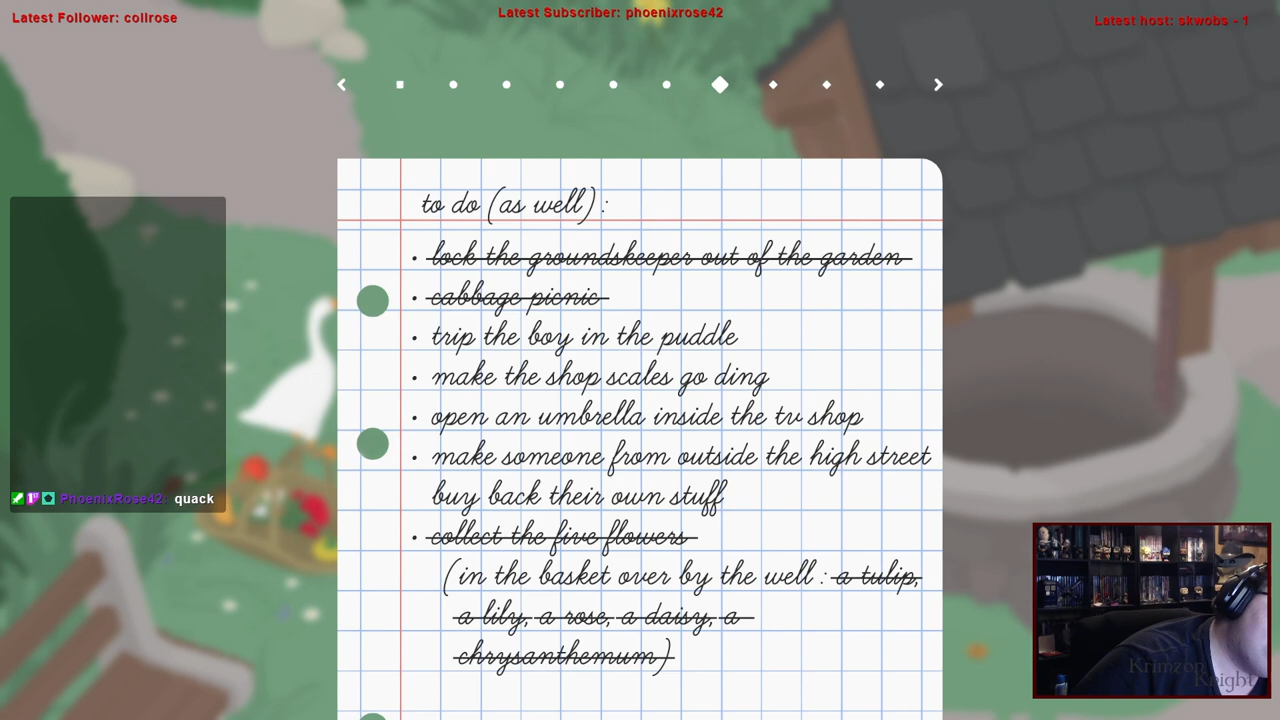 Latest Follower: collrose
Latest Subscriber: phoenixrose42
Latest host: skwobs - 1
to do (as well) :
• lock the groundskeeper out of the garden
• cabbage picnic
• trip the boy in the puddle
• make the shop scales go ding
• open an umbrella inside the tv shop
• make someone from outside the high street
buy back their own stuff
• collect the five flowers
(in the basket over by the well : a tulip,
a lily, a rose, a daisy, a
chrysanthemum)
PhoenixRose42: quack
Krimzon
Knight